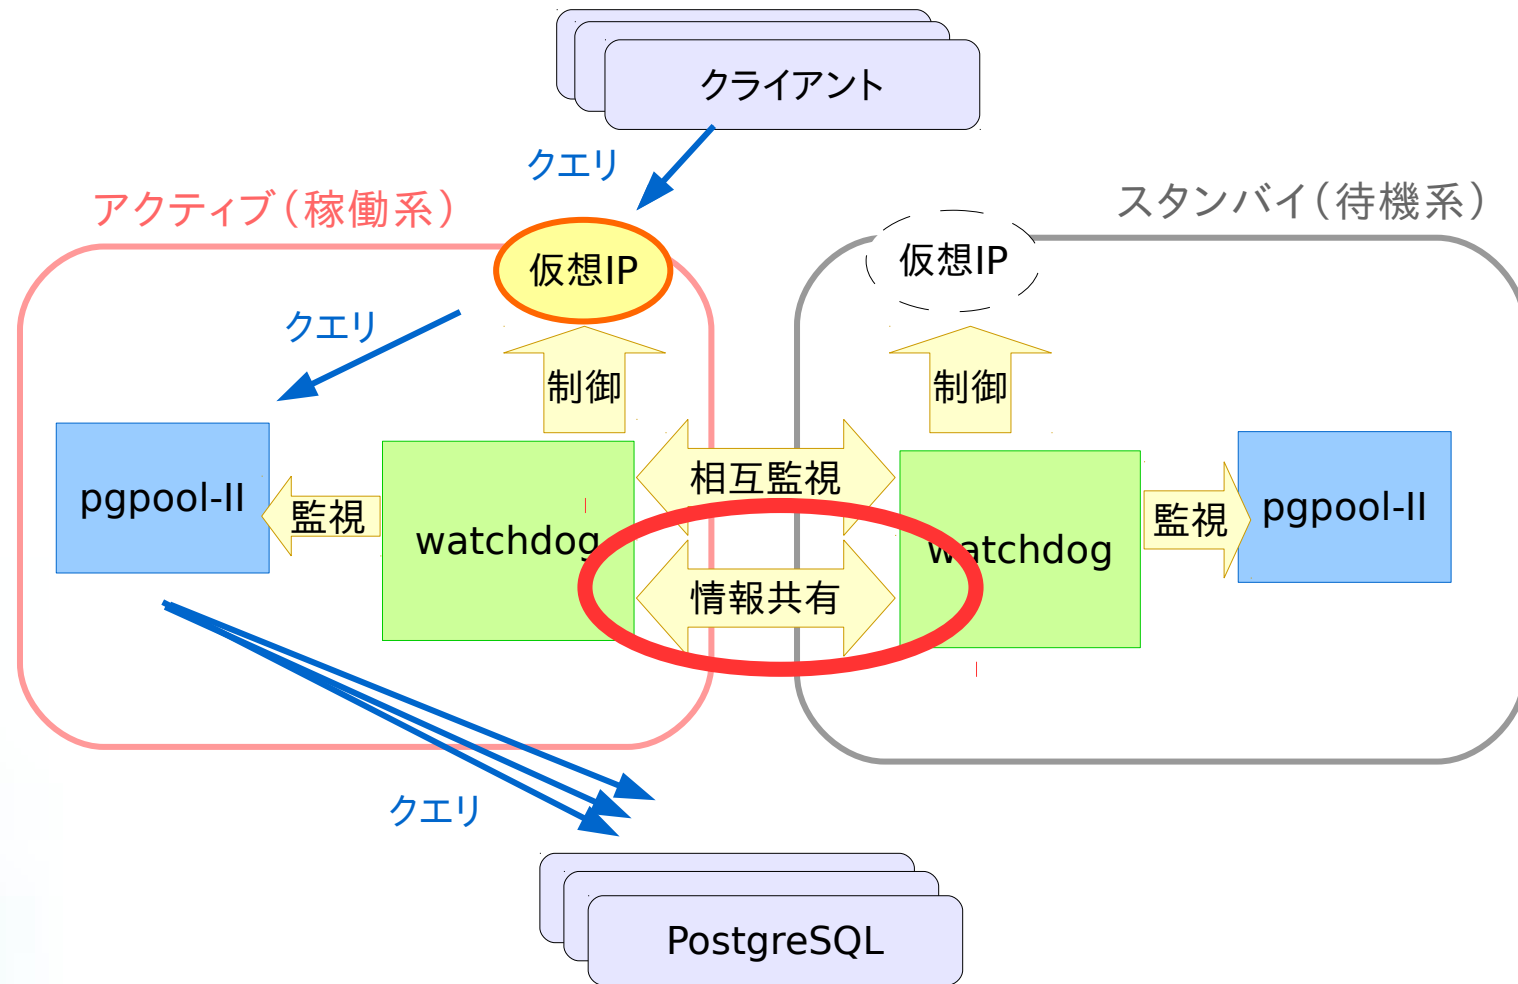 クライアント
クエリ
アクティブ（稼働系）
スタンバイ（待機系）
仮想IP
仮想IP
クエリ
制御
制御
相互監視
pgpool-II
監視
watchdog
watchdog
監視
pgpool-II
情報共有
クエリ
PostgreSQL